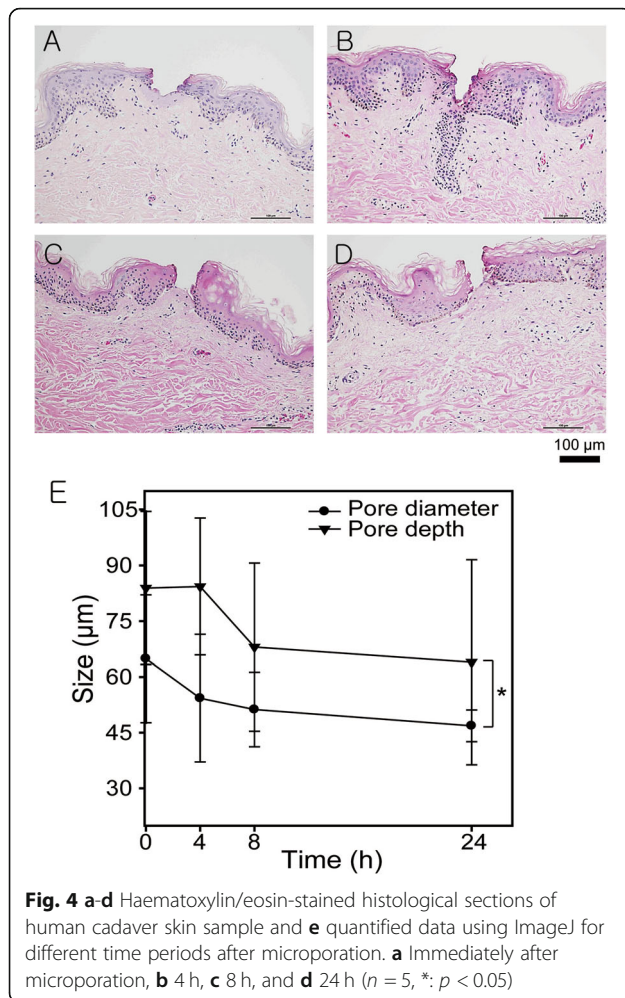 A
B
C
D
100 µm
E
105
90
75
60
45
30
Size (µm)
Pore diameter
Pore depth
*
0
4
8
24
Time (h)
Fig. 4 a-d Haematoxylin/eosin-stained histological sections of
human cadaver skin sample and e quantified data using ImageJ for
different time periods after microporation. a Immediately after
microporation, b 4 h, c 8 h, and d 24 h (n = 5, *: p < 0.05)